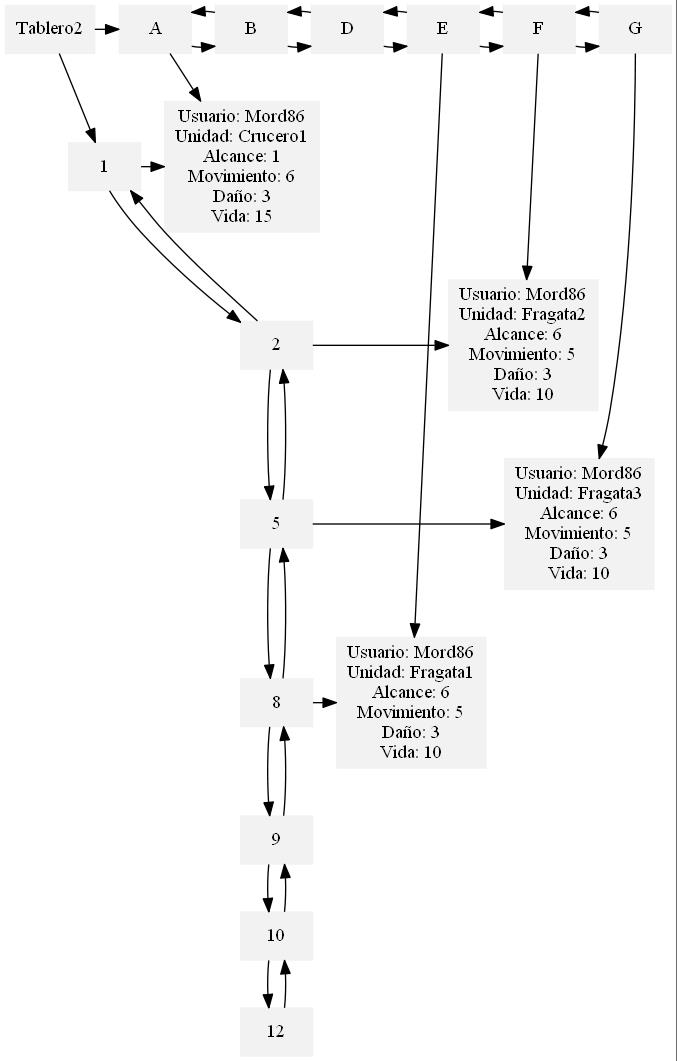 Tablero2
A
B
D
E
F
G
1
Usuario: Mord86
Unidad: Crucero1
Alcance: 1
Movimiento: 6
Daño: 3
Vida: 15
2
Usuario: Mord86
Unidad: Fragata2
Alcance: 6
Movimiento: 5
Daño: 3
Vida: 10
5
Usuario: Mord86
Unidad: Fragata3
Alcance: 6
Movimiento: 5
Daño: 3
Vida: 10
8
Usuario: Mord86
Unidad: Fragata1
Alcance: 6
Movimiento: 5
Daño: 3
Vida: 10
9
10
12